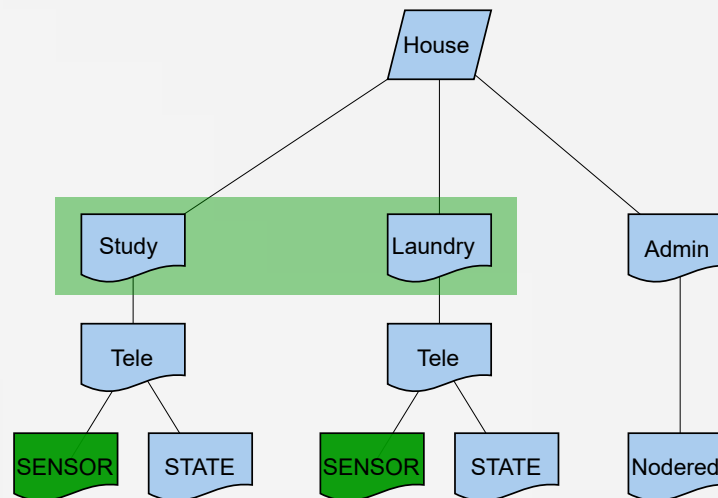 House
Study
Laundry
Admin
Tele
Tele
SENSOR
STATE
SENSOR
STATE
Nodered